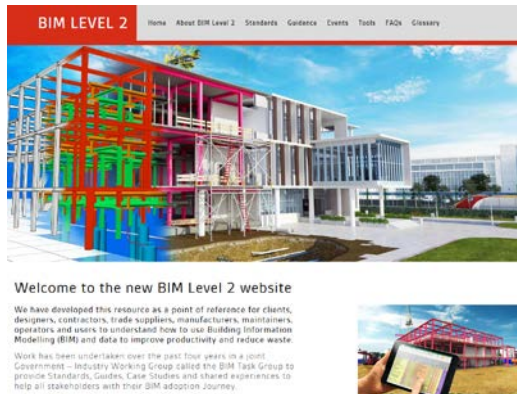 BIM LEVEL 2
Home About BIM Level 2 Standards Guidance Events Tools FAQs Glossary
Welcome to the new BIM Level 2 website
We have developed this resource as a point of reference for clients,
designers, contractors, trade suppliers, manufacturers, maintainers,
operators and users to understand how to use Building Information
Modelling (BIM) and data to improve productivity and reduce waste.
Work has been undertaken over the past four years in a joint
Government – Industry Working Group called the BIM Task Group to
provide Standards, Guides, Case Studies and shared experiences to
help all stakeholders with their BIM adoption Journey.